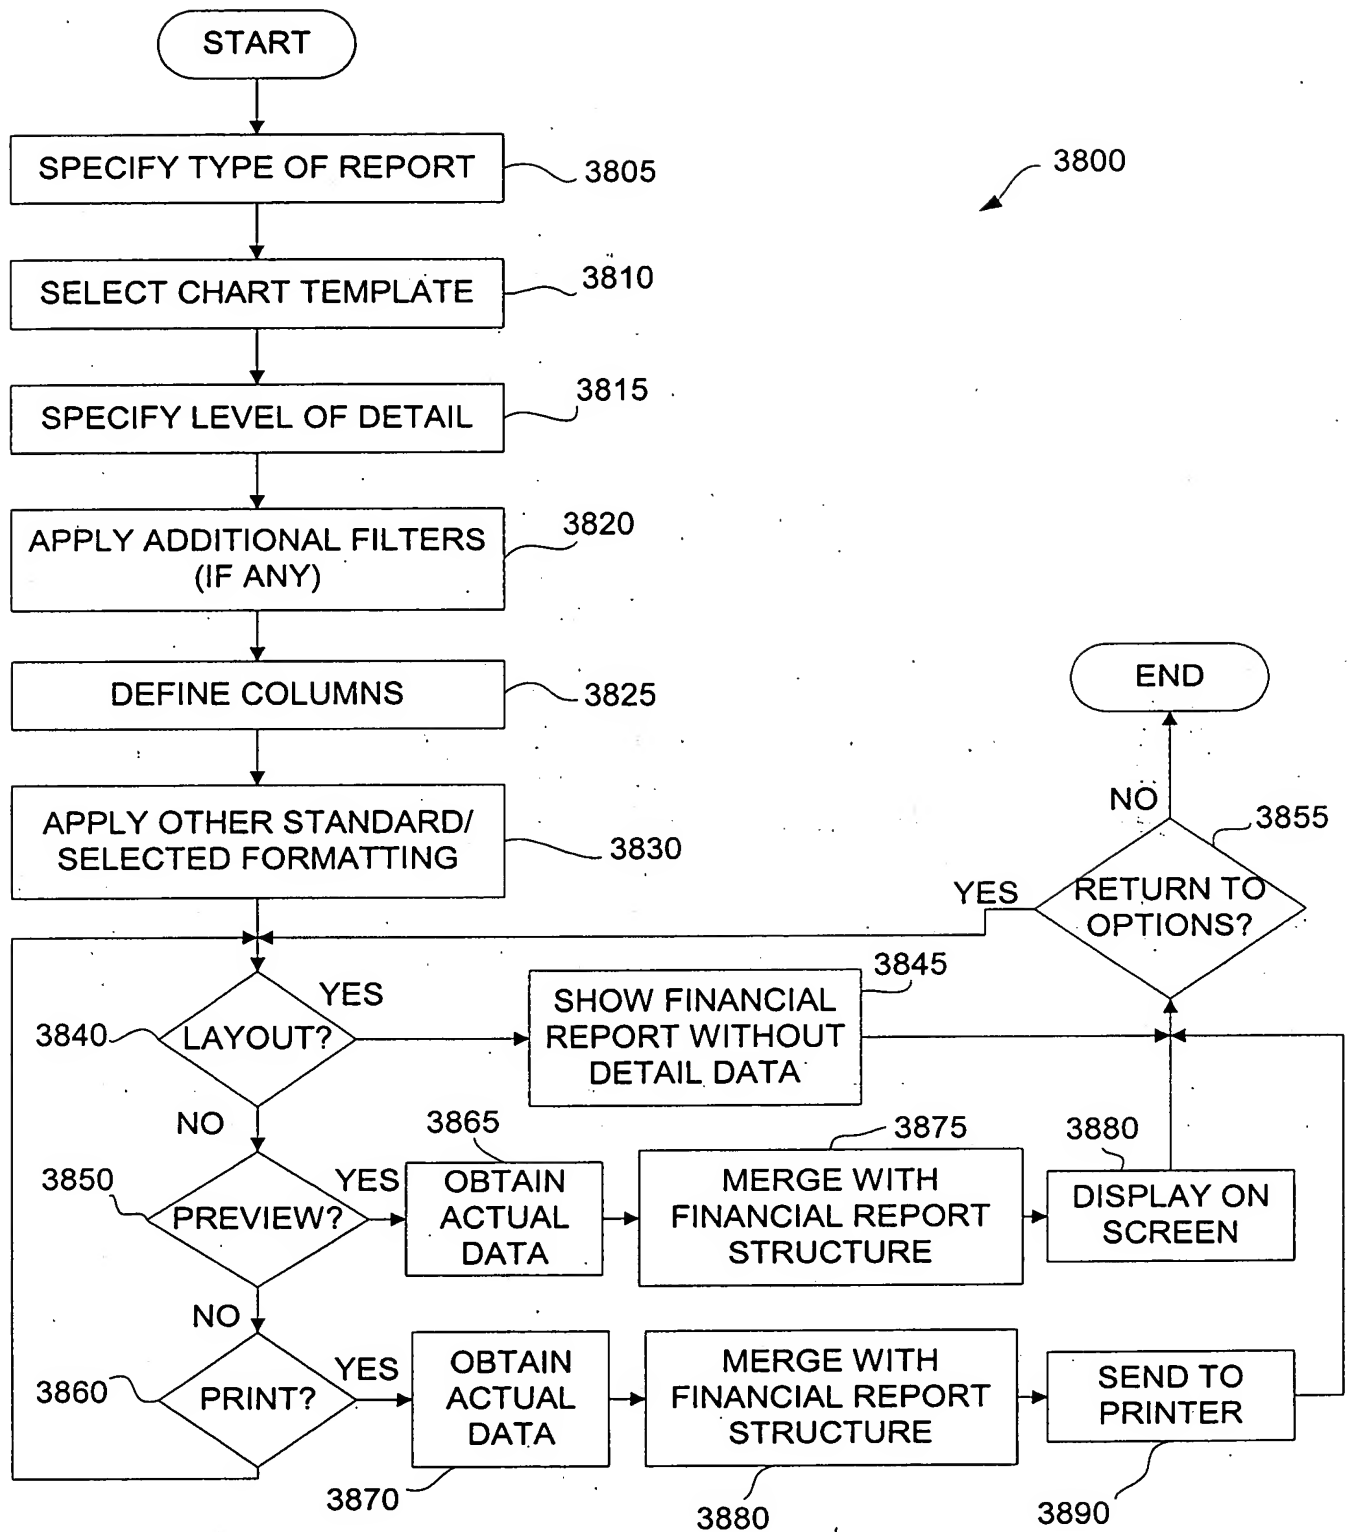 START
SPECIFY TYPE OF REPORT
3805
3800
SELECT CHART TEMPLATE
3810
SPECIFY LEVEL OF DETAIL
3815
APPLY ADDITIONAL FILTERS
(IF ANY)
3820
DEFINE COLUMNS
3825
END
APPLY OTHER STANDARD/
SELECTED FORMATTING
3830
NO
3855
RETURN TO
OPTIONS?
YES
3840
LAYOUT?
YES
SHOW FINANCIAL
REPORT WITHOUT
DETAIL DATA
3845
NO
3850
PREVIEW?
YES
3865
OBTAIN
ACTUAL
DATA
3875
MERGE WITH
FINANCIAL REPORT
STRUCTURE
3880
DISPLAY ON
SCREEN
NO
3860
PRINT?
YES
OBTAIN
ACTUAL
DATA
3870
MERGE WITH
FINANCIAL REPORT
STRUCTURE
3880
SEND TO
PRINTER
3890